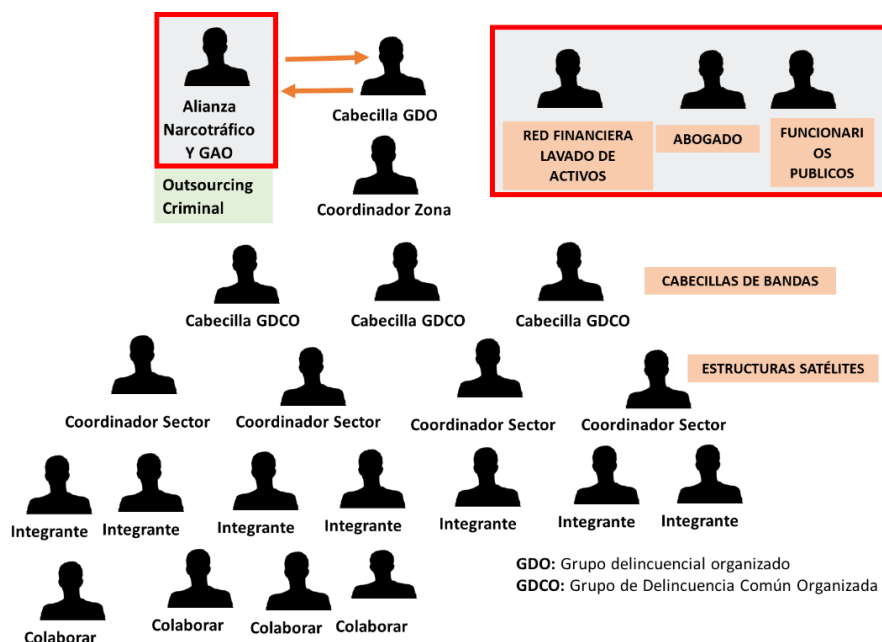 Alianza
Narcotráfico
Y GAO
Cabecilla GDO
RED FINANCIERA
LAVADO DE
ACTIVOS
ABOGADO
FUNCIONARI
OS
PUBLICOS
Outsourcing
Criminal
Coordinador Zona
CABECILLAS DE BANDAS
Cabecilla GDCO
Cabecilla GDCO
Cabecilla GDCO
ESTRUCTURAS SATÉLITES
Coordinador Sector
Coordinador Sector
Coordinador Sector
Coordinador Sector
Integrante
Integrante
Integrante
Integrante
Integrante
Integrante
Integrante
GDO: Grupo delincuencial organizado
GDCO: Grupo de Delincuencia Común Organizada
Colaborar
Colaborar
Colaborar
Colaborar